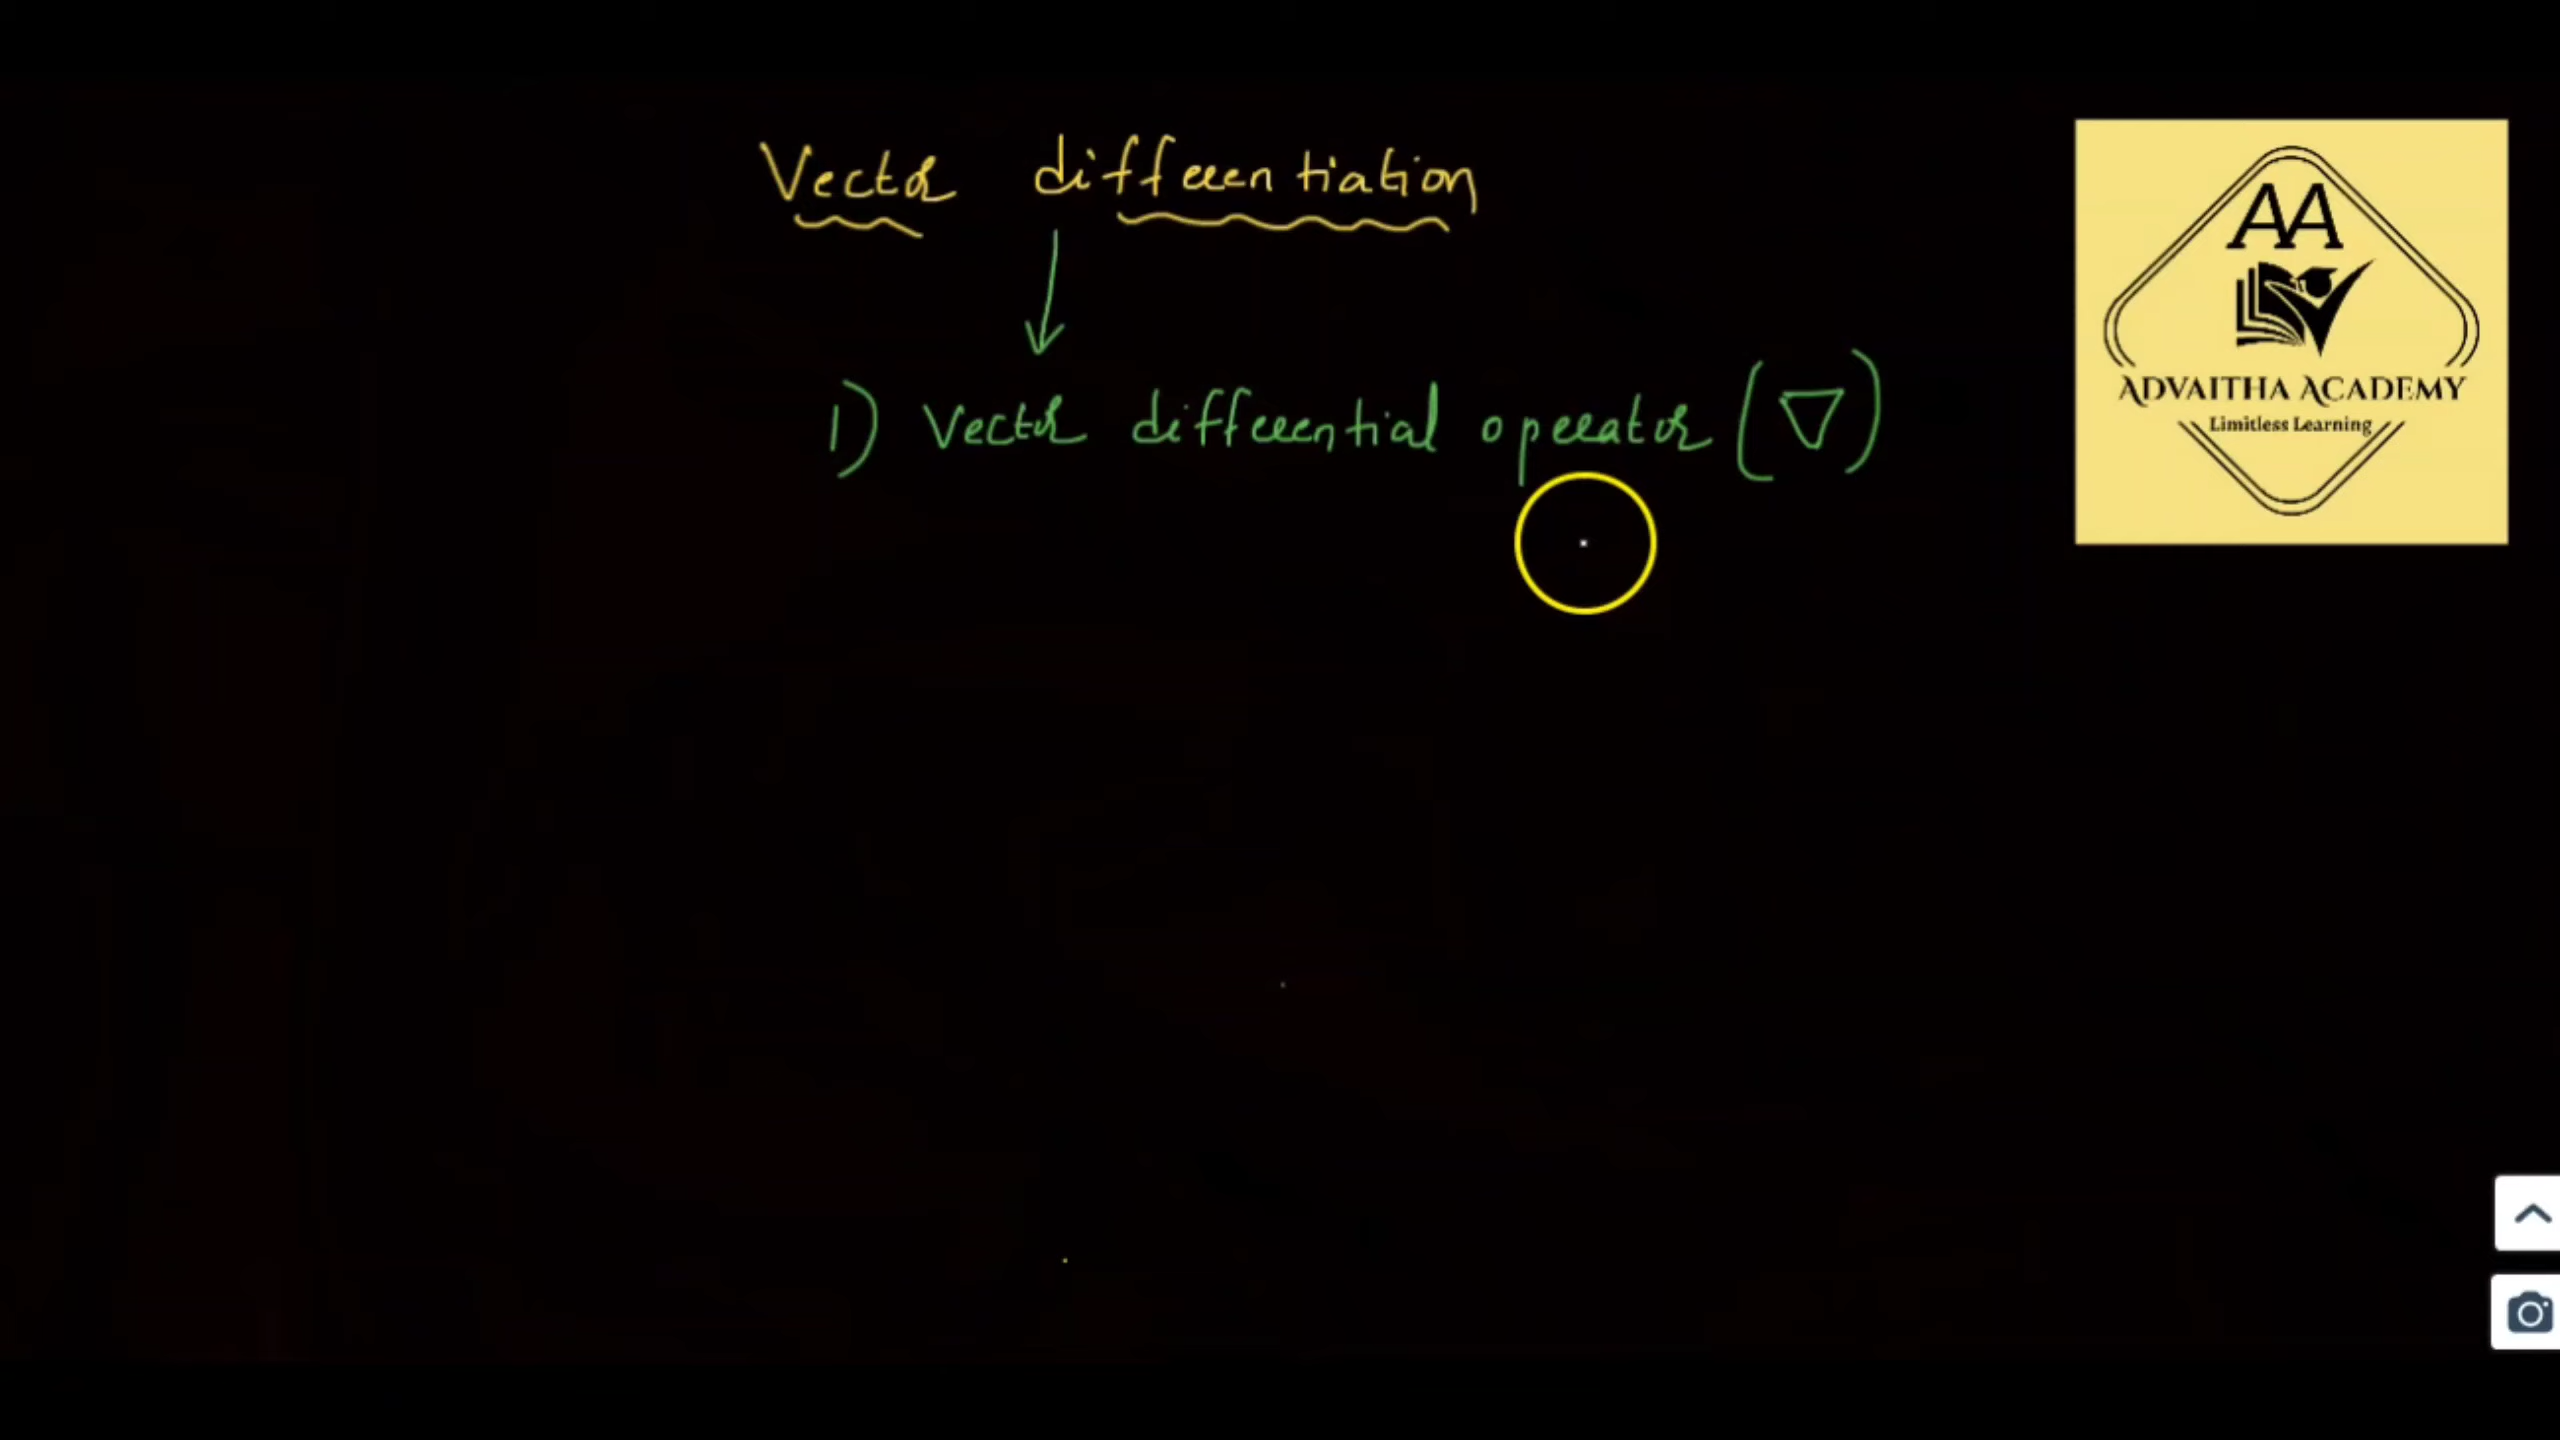 Vector differentiation
1) Vector differential operator (∇)
AA
ADVAITHA ACADEMY
Limitless Learning